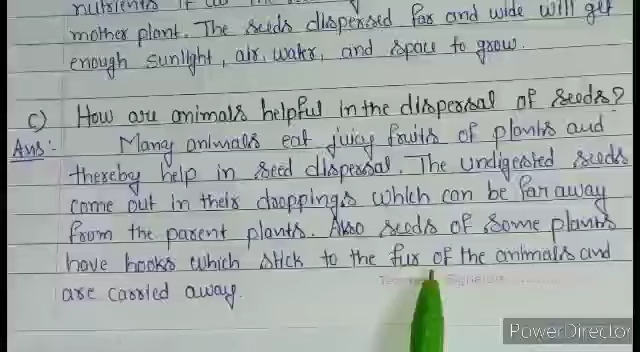 nutrients if
mother plant. The seeds dispersed far and wide will get
enough sunlight, air, water, and space to grow.
c) How are animals helpful in the dispersal of seeds?
Ans: Many animals eat juicy fruits of plants and
thereby help in seed dispersal. The undigested seeds
come out in their droppings which can be far away
from the parent plants. Also seeds of some plants
have hooks which stick to the fur of the animals and
are carried away.
PowerDirector